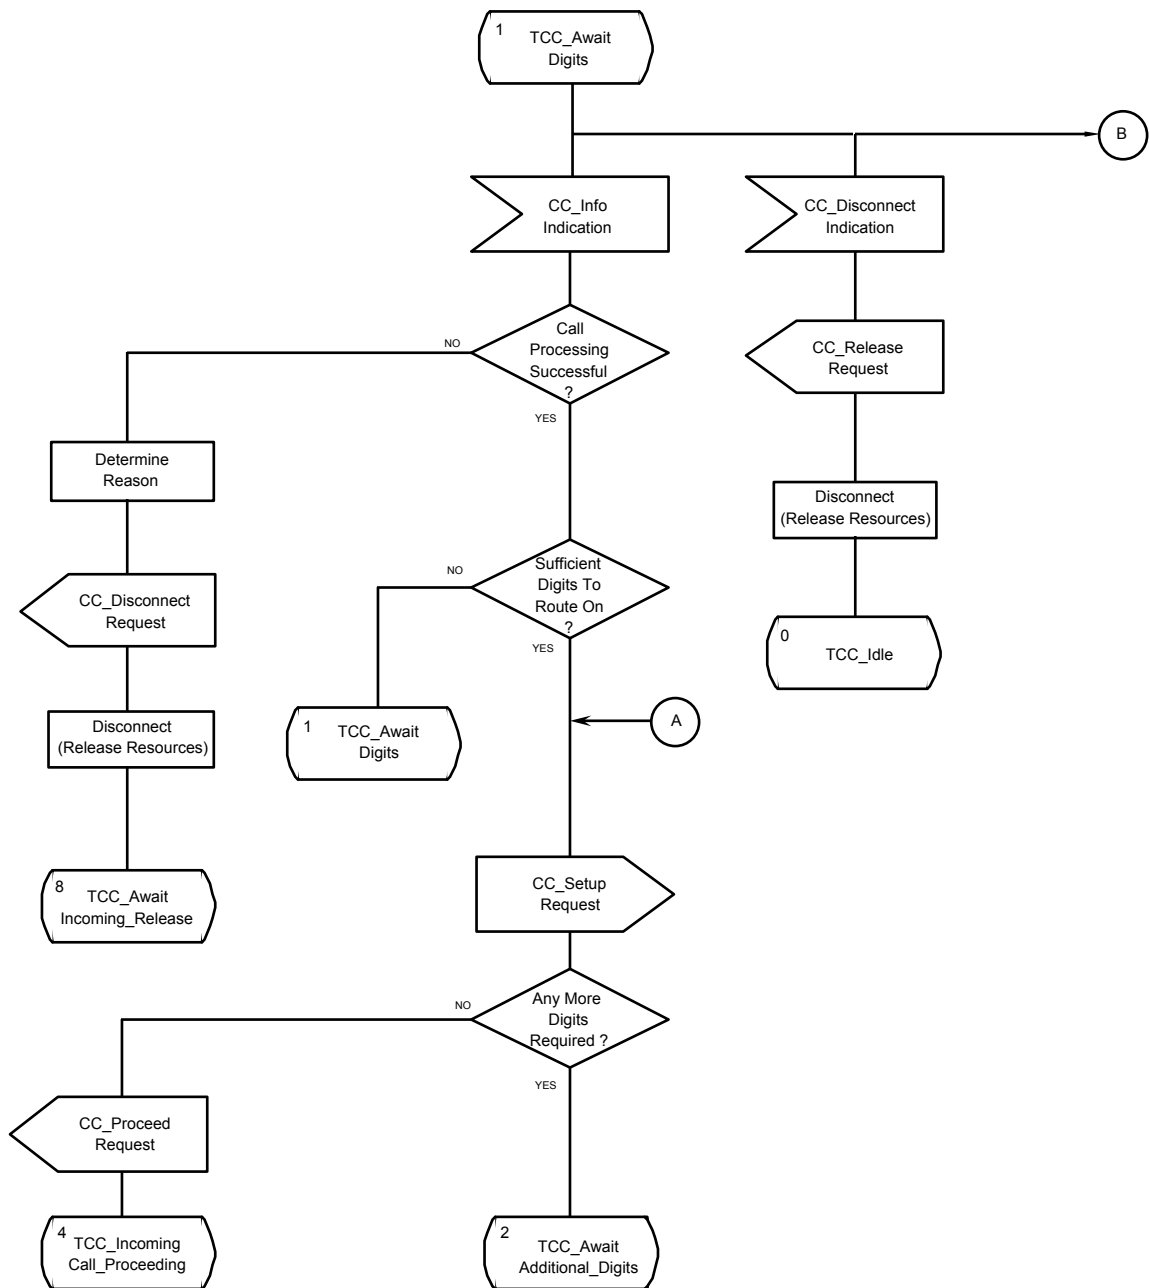 1
TCC_Await
Digits
B
CC_Info
Indication
CC_Disconnect
Indication
Call
Processing
Successful
?
NO
YES
CC_Release
Request
Determine
Reason
Disconnect
(Release Resources)
Sufficient
Digits To
Route On
?
NO
YES
CC_Disconnect
Request
0
TCC_Idle
Disconnect
(Release Resources)
1
TCC_Await
Digits
A
8
TCC_Await
Incoming_Release
CC_Setup
Request
Any More
Digits
Required ?
NO
YES
CC_Proceed
Request
4
TCC_Incoming
Call_Proceeding
2
TCC_Await
Additional_Digits